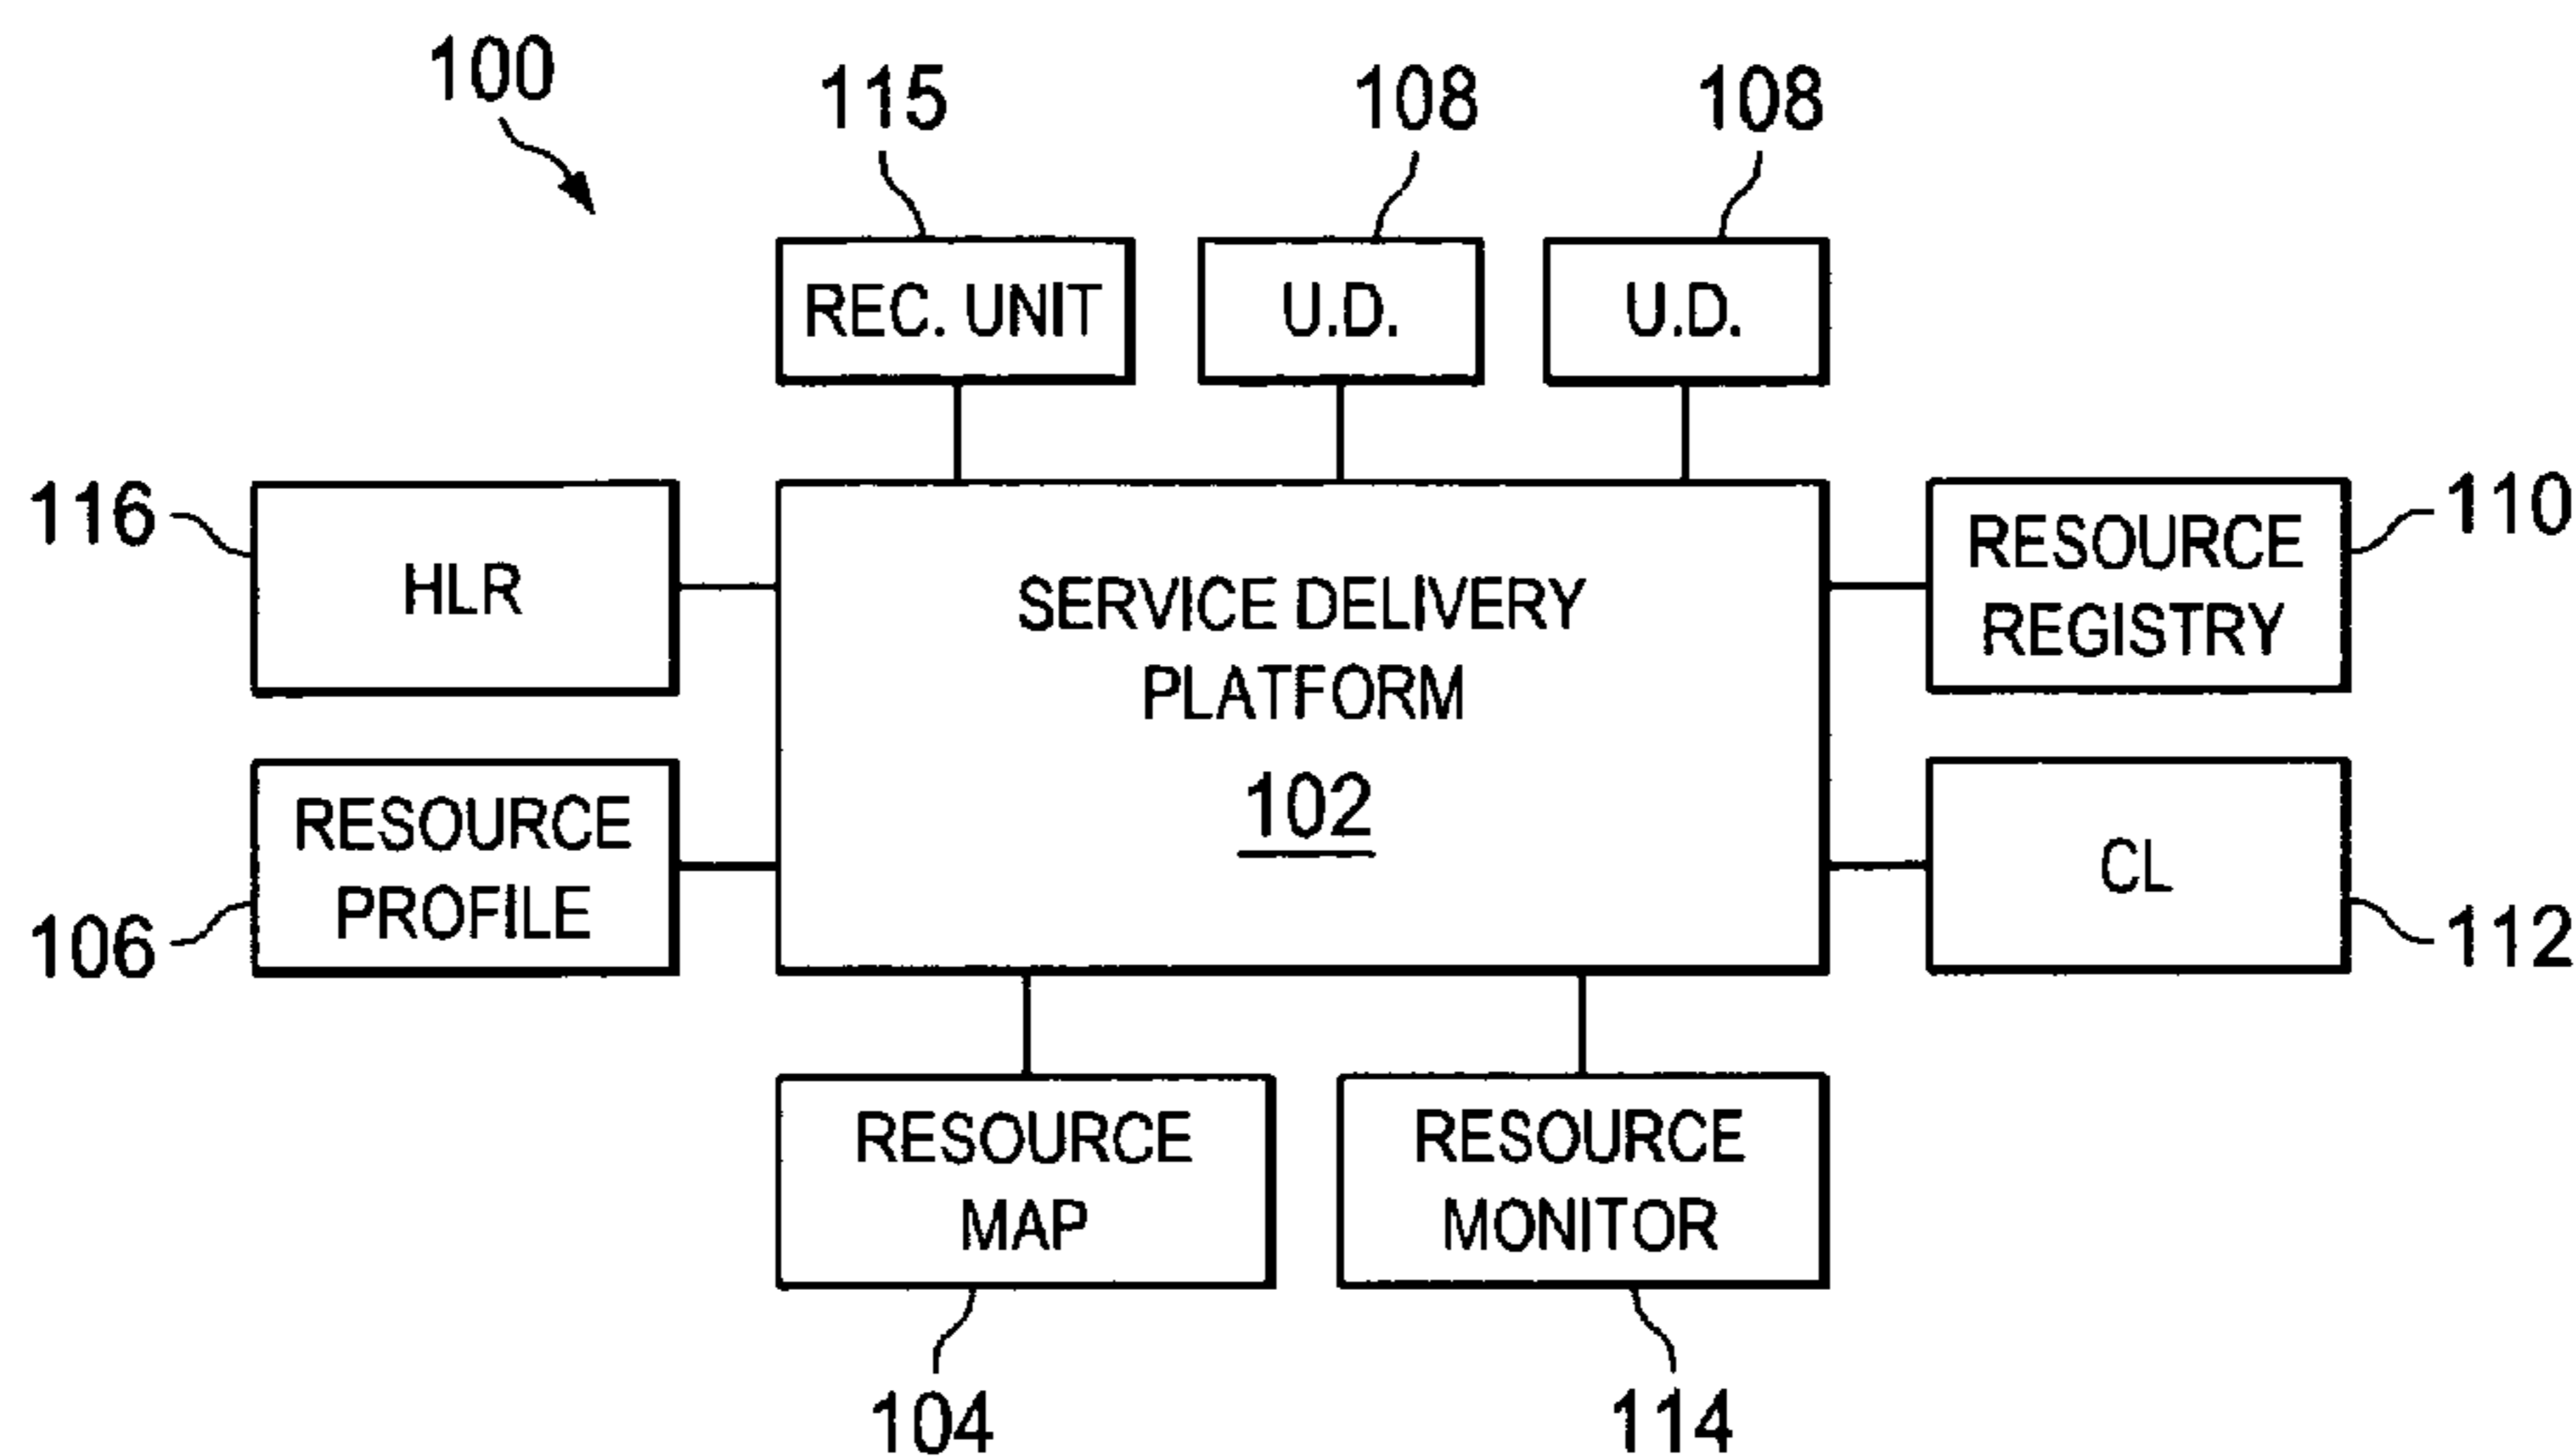 100
115
108
108
REC. UNIT
U.D.
U.D.
116
HLR
SERVICE DELIVERY
PLATFORM
102
RESOURCE
REGISTRY
110
RESOURCE
PROFILE
106
CL
112
RESOURCE
MAP
RESOURCE
MONITOR
104
114